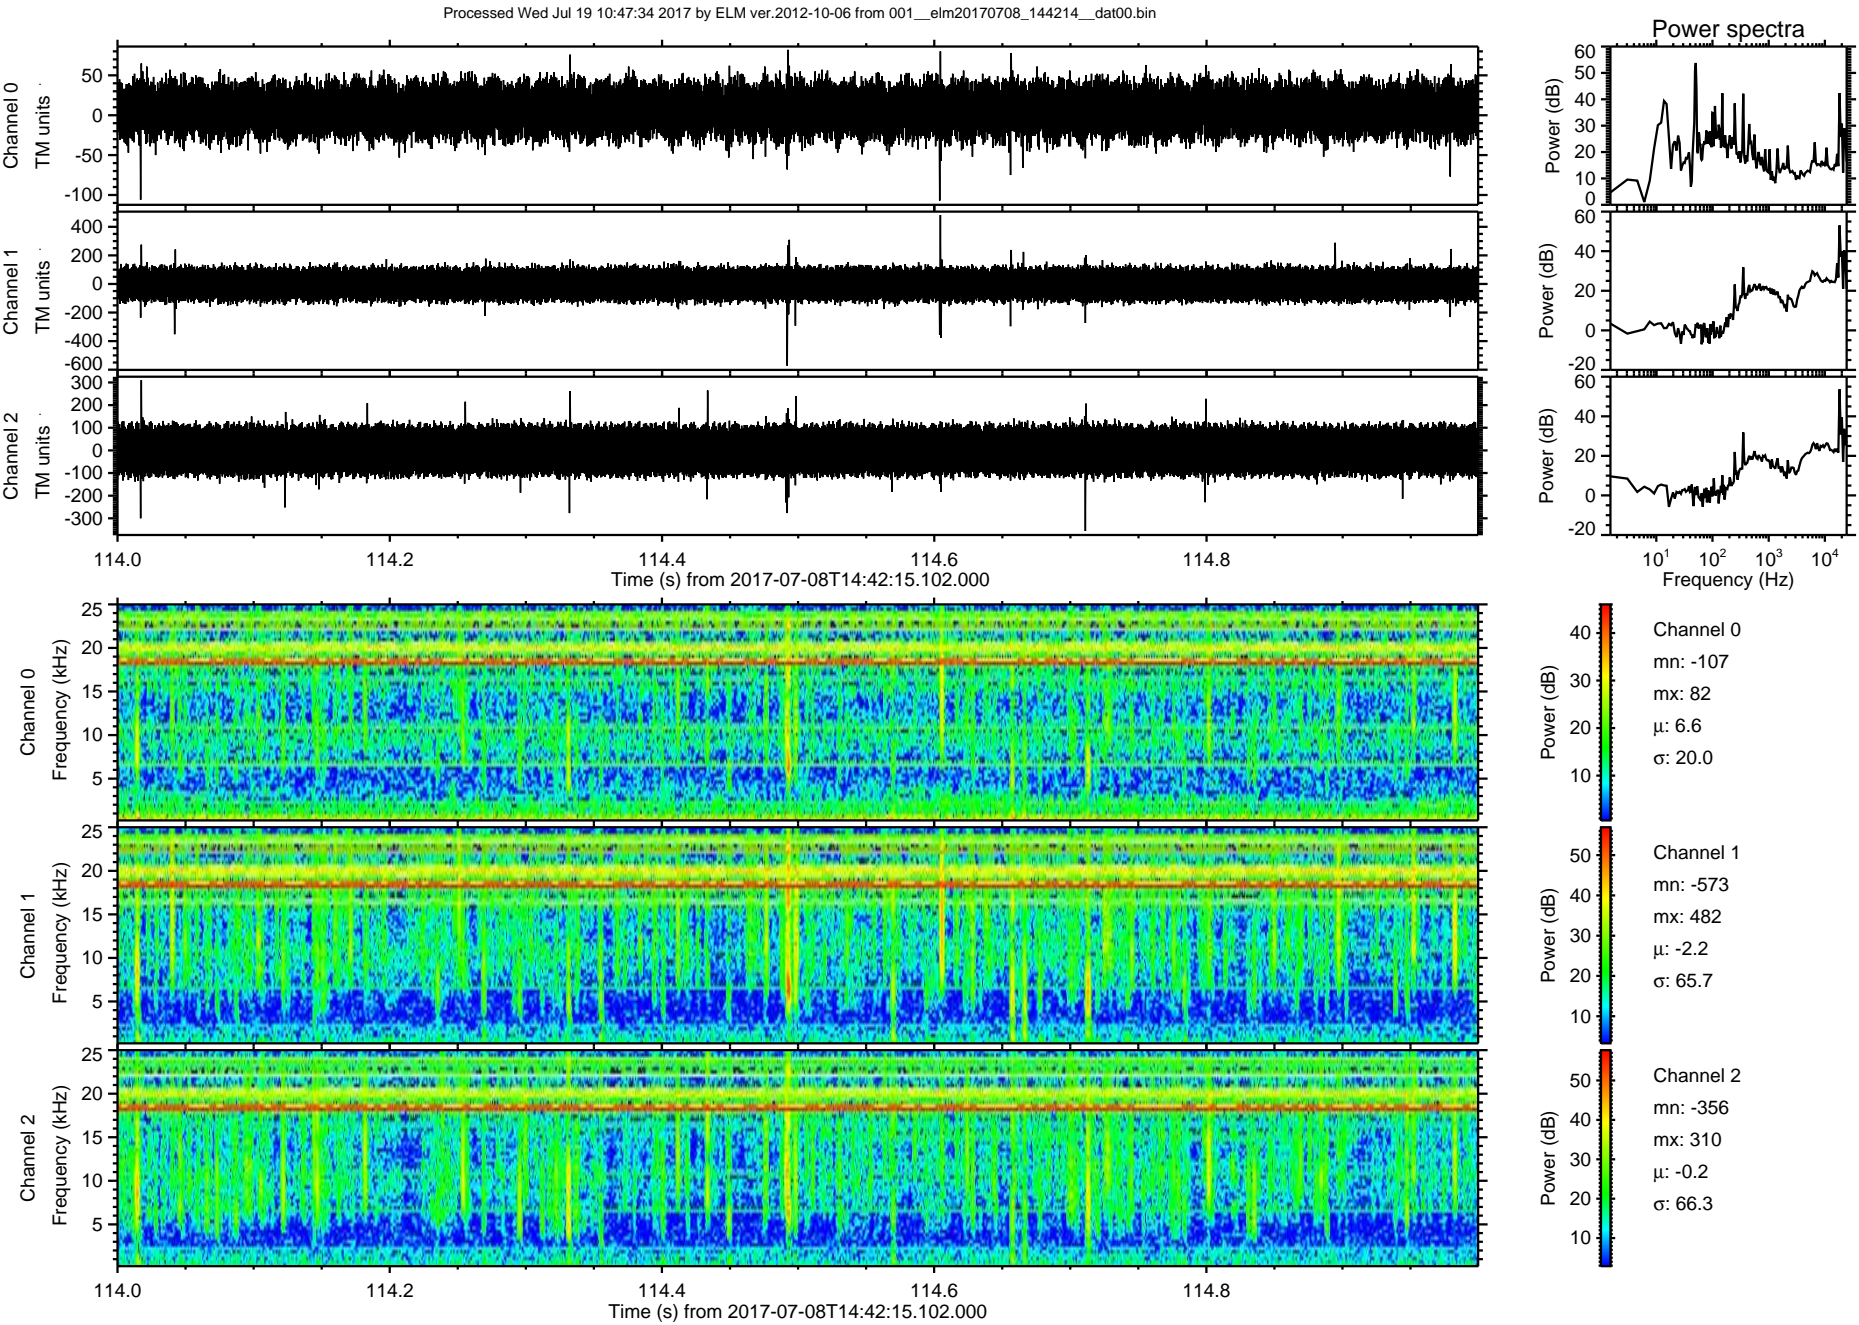 Processed Wed Jul 19 10:47:34 2017 by ELM ver.2012-10-06 from 001__elm20170708_144214__dat00.bin
Power spectra
Channel 0
TM units
50
0
-50
-100
Power (dB)
60
50
40
30
20
10
0
Channel 1
TM units
400
200
0
-200
-400
-600
Power (dB)
60
40
20
0
-20
Channel 2
TM units
300
200
100
0
-100
-200
-300
Power (dB)
60
40
20
0
-20
114.0 114.2 114.4 114.6 114.8
Time (s) from 2017-07-08T14:42:15.102.000
10¹ 10² 10³ 10⁴
Frequency (Hz)
Channel 0
Frequency (kHz)
25
20
15
10
5
Power (dB)
40
30
20
10
Channel 0
mn: -107
mx: 82
μ: 6.6
σ: 20.0
Channel 1
Frequency (kHz)
25
20
15
10
5
Power (dB)
50
40
30
20
10
Channel 1
mn: -573
mx: 482
μ: -2.2
σ: 65.7
Channel 2
Frequency (kHz)
25
20
15
10
5
Power (dB)
50
40
30
20
10
Channel 2
mn: -356
mx: 310
μ: -0.2
σ: 66.3
114.0 114.2 114.4 114.6 114.8
Time (s) from 2017-07-08T14:42:15.102.000